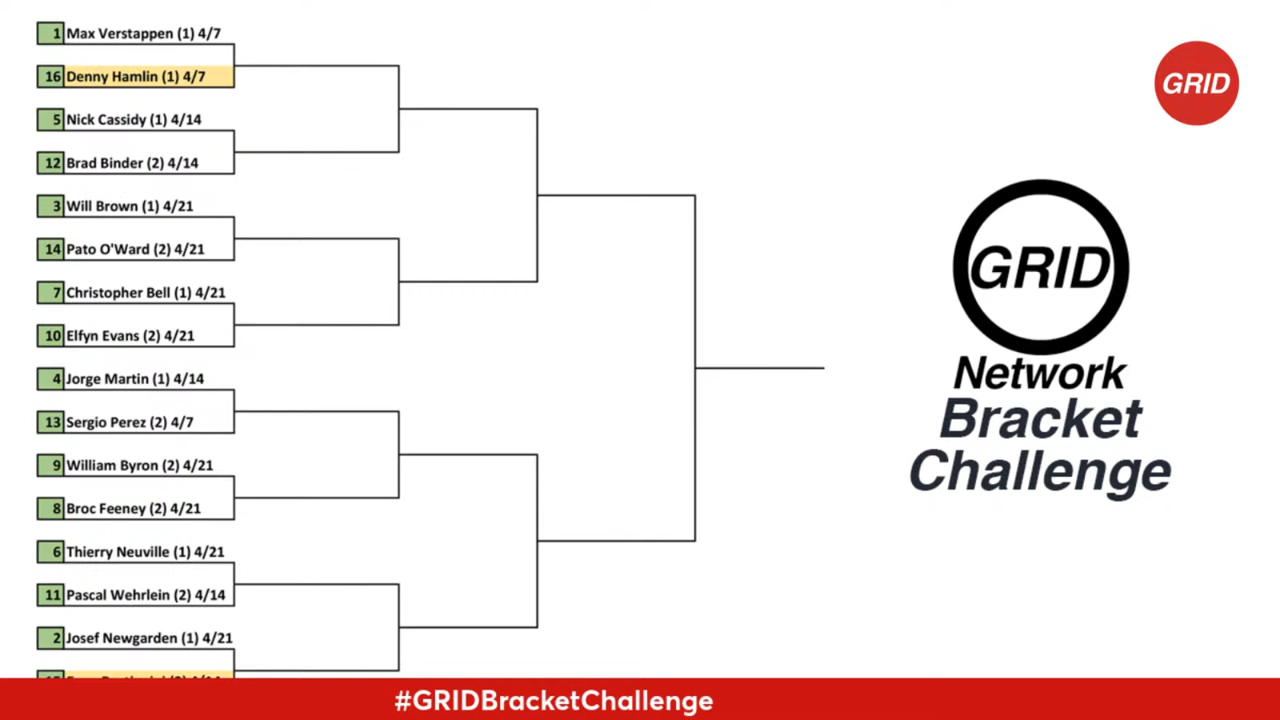 1 Max Verstappen (1) 4/7
16 Denny Hamlin (1) 4/7
5 Nick Cassidy (1) 4/14
12 Brad Binder (2) 4/14
3 Will Brown (1) 4/21
14 Pato O'Ward (2) 4/21
7 Christopher Bell (1) 4/21
10 Elfyn Evans (2) 4/21
4 Jorge Martin (1) 4/14
13 Sergio Perez (2) 4/7
9 William Byron (2) 4/21
8 Broc Feeney (2) 4/21
6 Thierry Neuville (1) 4/21
11 Pascal Wehrlein (2) 4/14
2 Josef Newgarden (1) 4/21
GRID
GRID
Network
Bracket
Challenge
#GRIDBracketChallenge